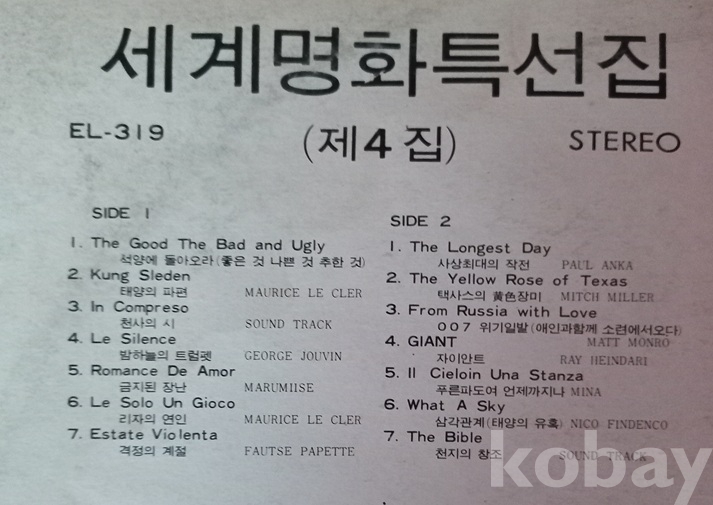 세계명화특선집
EL-319 (제4집) STEREO
SIDE 1
1. The Good The Bad and Ugly
석양에 돌아오라(좋은 것 나쁜 것 추한 것)
2. Kung Sleden
태양의 파편 MAURICE LE CLER
3. In Compreso
천사의 시 SOUND TRACK
4. Le Silence
밤하늘의 트럼펫 GEORGE JOUVIN
5. Romance De Amor
금지된 장난 MARUMIISE
6. Le Solo Un Gioco
리자의 연인 MAURICE LE CLER
7. Estate Violenta
격정의 계절 FAUTSE PAPETTE
SIDE 2
1. The Longest Day
사상최대의 작전 PAUL ANKA
2. The Yellow Rose of Texas
택사스의 黄色장미 MITCH MILLER
3. From Russia with Love
007 위기일발(애인과함께 소련에서오다)
MATT MONRO
4. GIANT
자이안트 RAY HEINDARI
5. Il Cieloin Una Stanza
푸른파도여 언제까지나 MINA
6. What A Sky
삼각관계(태양의 유혹) NICO FINDENCO
7. The Bible
천지의 창조 SOUND TRACK
kobay